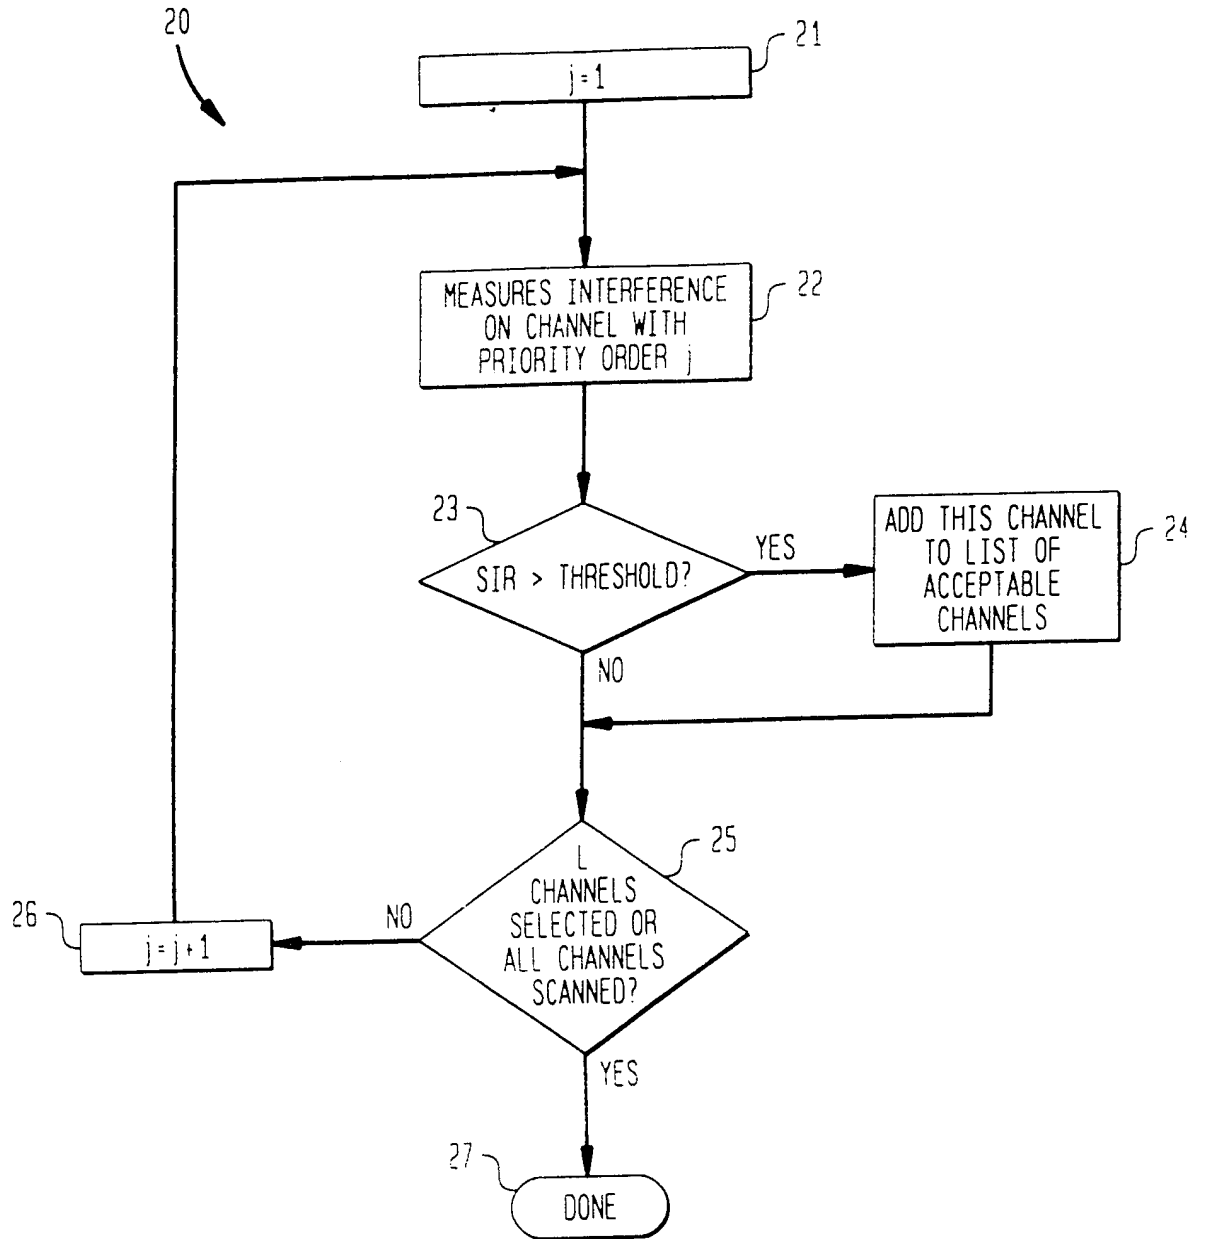 20
21
j=1
MEASURES INTERFERENCE
ON CHANNEL WITH
PRIORITY ORDER j
22
23
SIR > THRESHOLD?
YES
NO
ADD THIS CHANNEL
TO LIST OF
ACCEPTABLE
CHANNELS
24
L
CHANNELS
SELECTED OR
ALL CHANNELS
SCANNED?
25
NO
26
j=j+1
YES
27
DONE